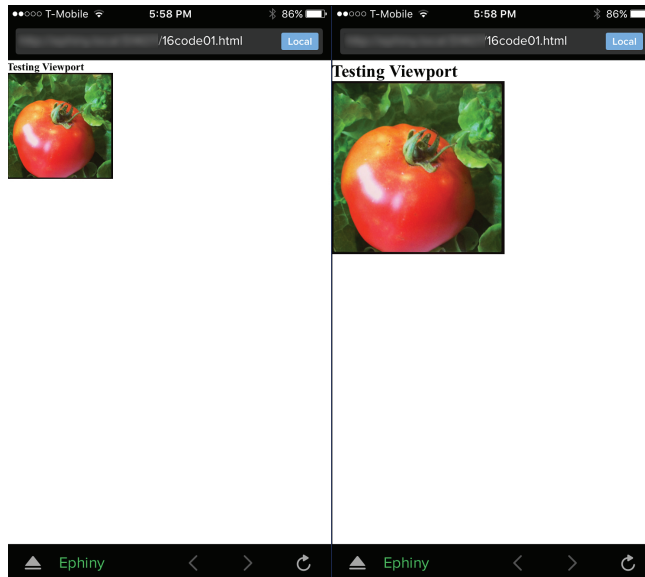 ●●○○○ T-Mobile 5:58 PM 86%
/16code01.html Local
Testing Viewport
Ephiny
●●○○○ T-Mobile 5:58 PM 86%
/16code01.html Local
Testing Viewport
Ephiny